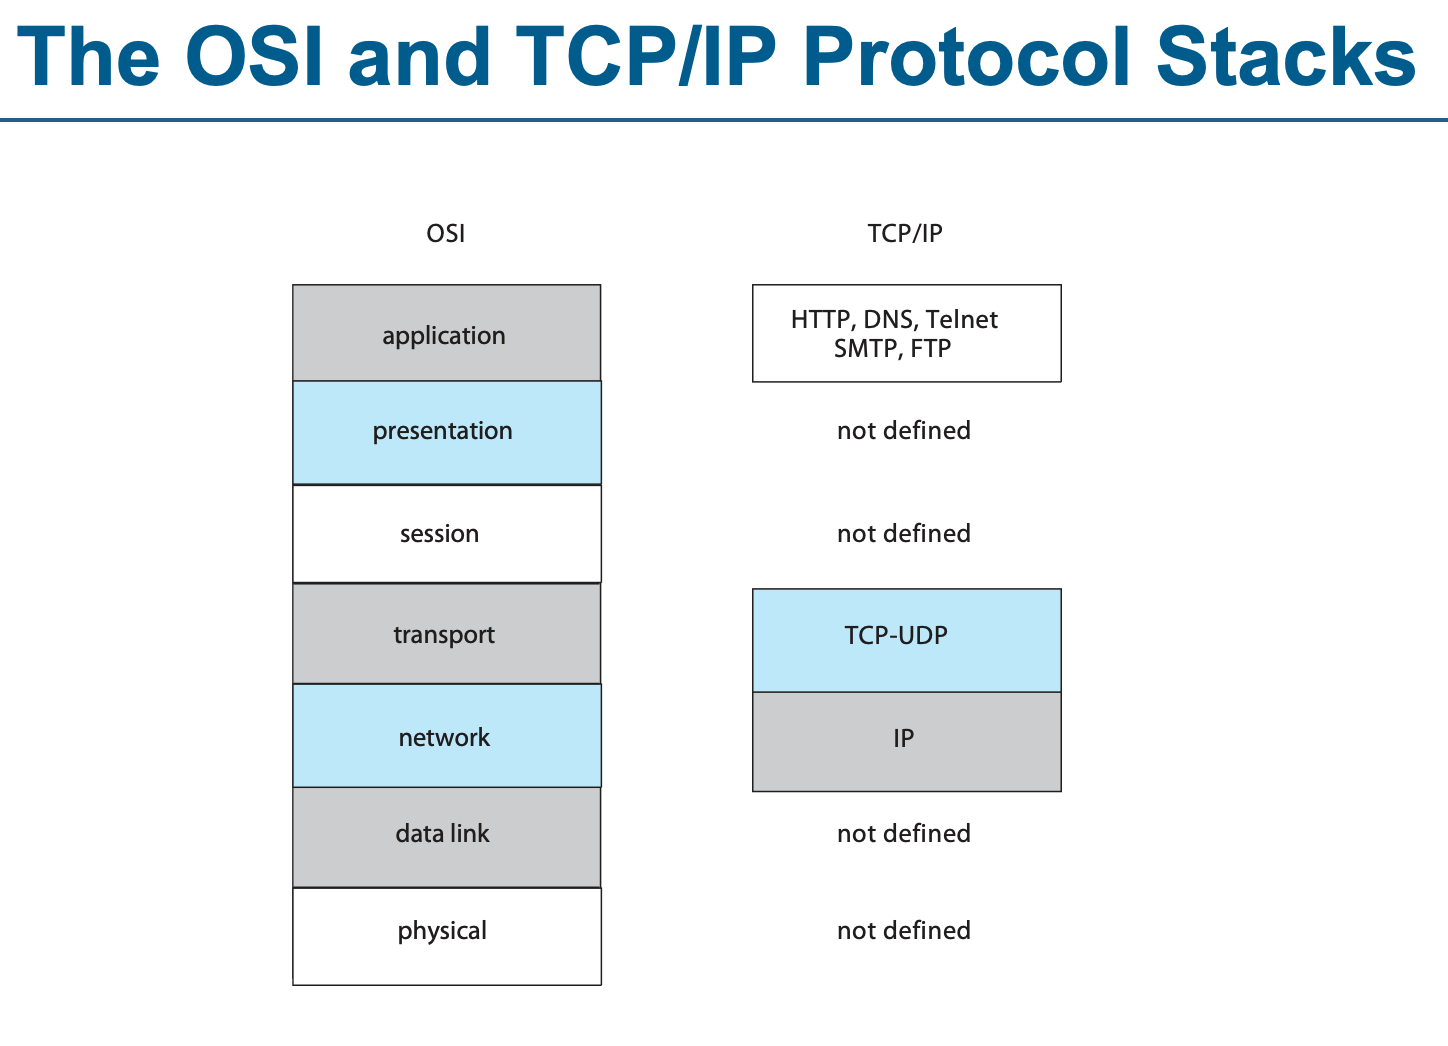 The OSI and TCP/IP Protocol Stacks
OSI
TCP/IP
application
HTTP, DNS, Telnet
SMTP, FTP
presentation
not defined
session
not defined
transport
TCP-UDP
network
IP
data link
not defined
physical
not defined